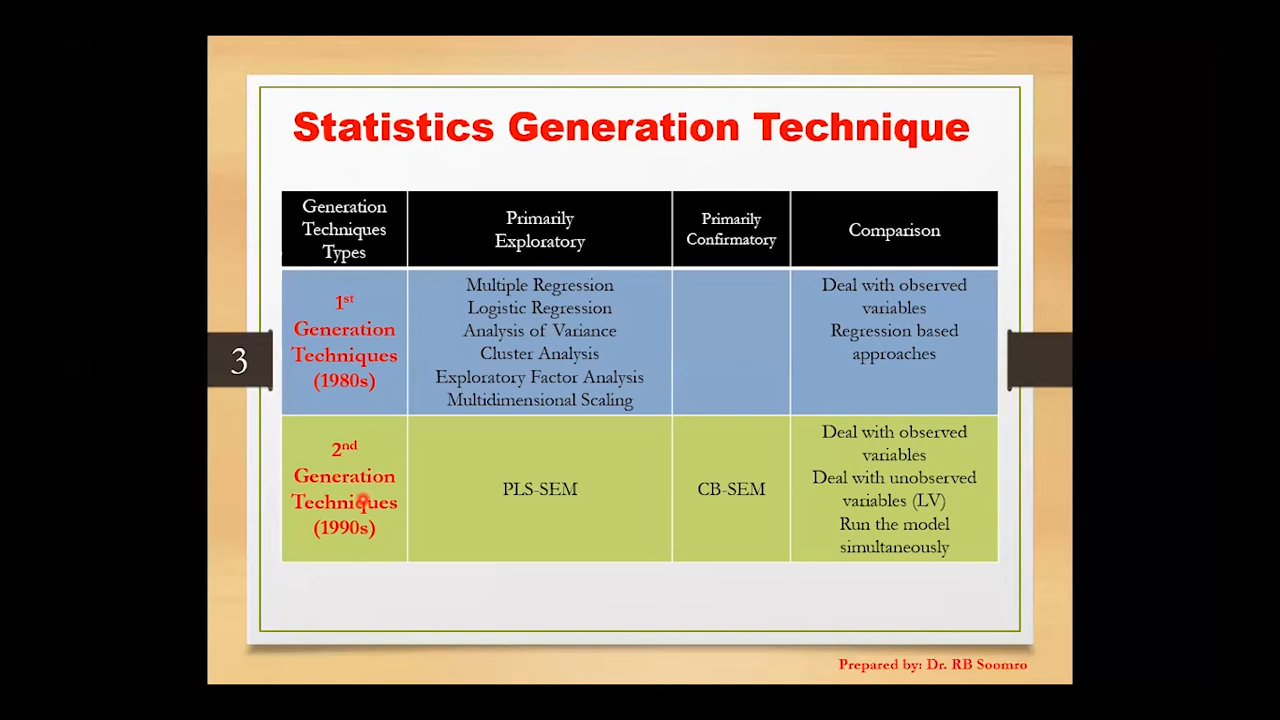 Statistics Generation Technique
Generation
Techniques
Types
Primarily
Exploratory
Primarily
Confirmatory
Comparison
1st
Generation
Techniques
(1980s)
Multiple Regression
Logistic Regression
Analysis of Variance
Cluster Analysis
Exploratory Factor Analysis
Multidimensional Scaling
Deal with observed
variables
Regression based
approaches
3
2nd
Generation
Techniques
(1990s)
PLS-SEM
CB-SEM
Deal with observed
variables
Deal with unobserved
variables (LV)
Run the model
simultaneously
Prepared by: Dr. RB Soomro